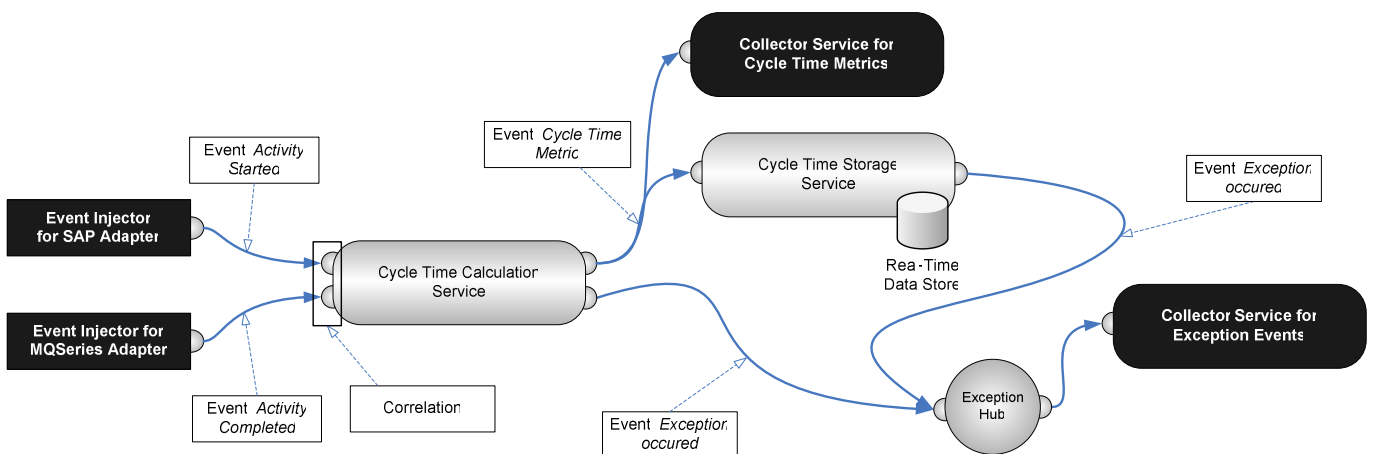 Collector Service for
Cycle Time Metrics
Event Cycle Time
Metric
Event Activity
Started
Cycle Time Storage
Service
Event Exception
occured
Event Injector
for SAP Adapter
Cycle Time Calculation
Service
Rea-Time
Data Store
Event Injector for
MQSeries Adapter
Collector Service for
Exception Events
Event Activity
Completed
Correlation
Exception
Hub
Event Exception
occured